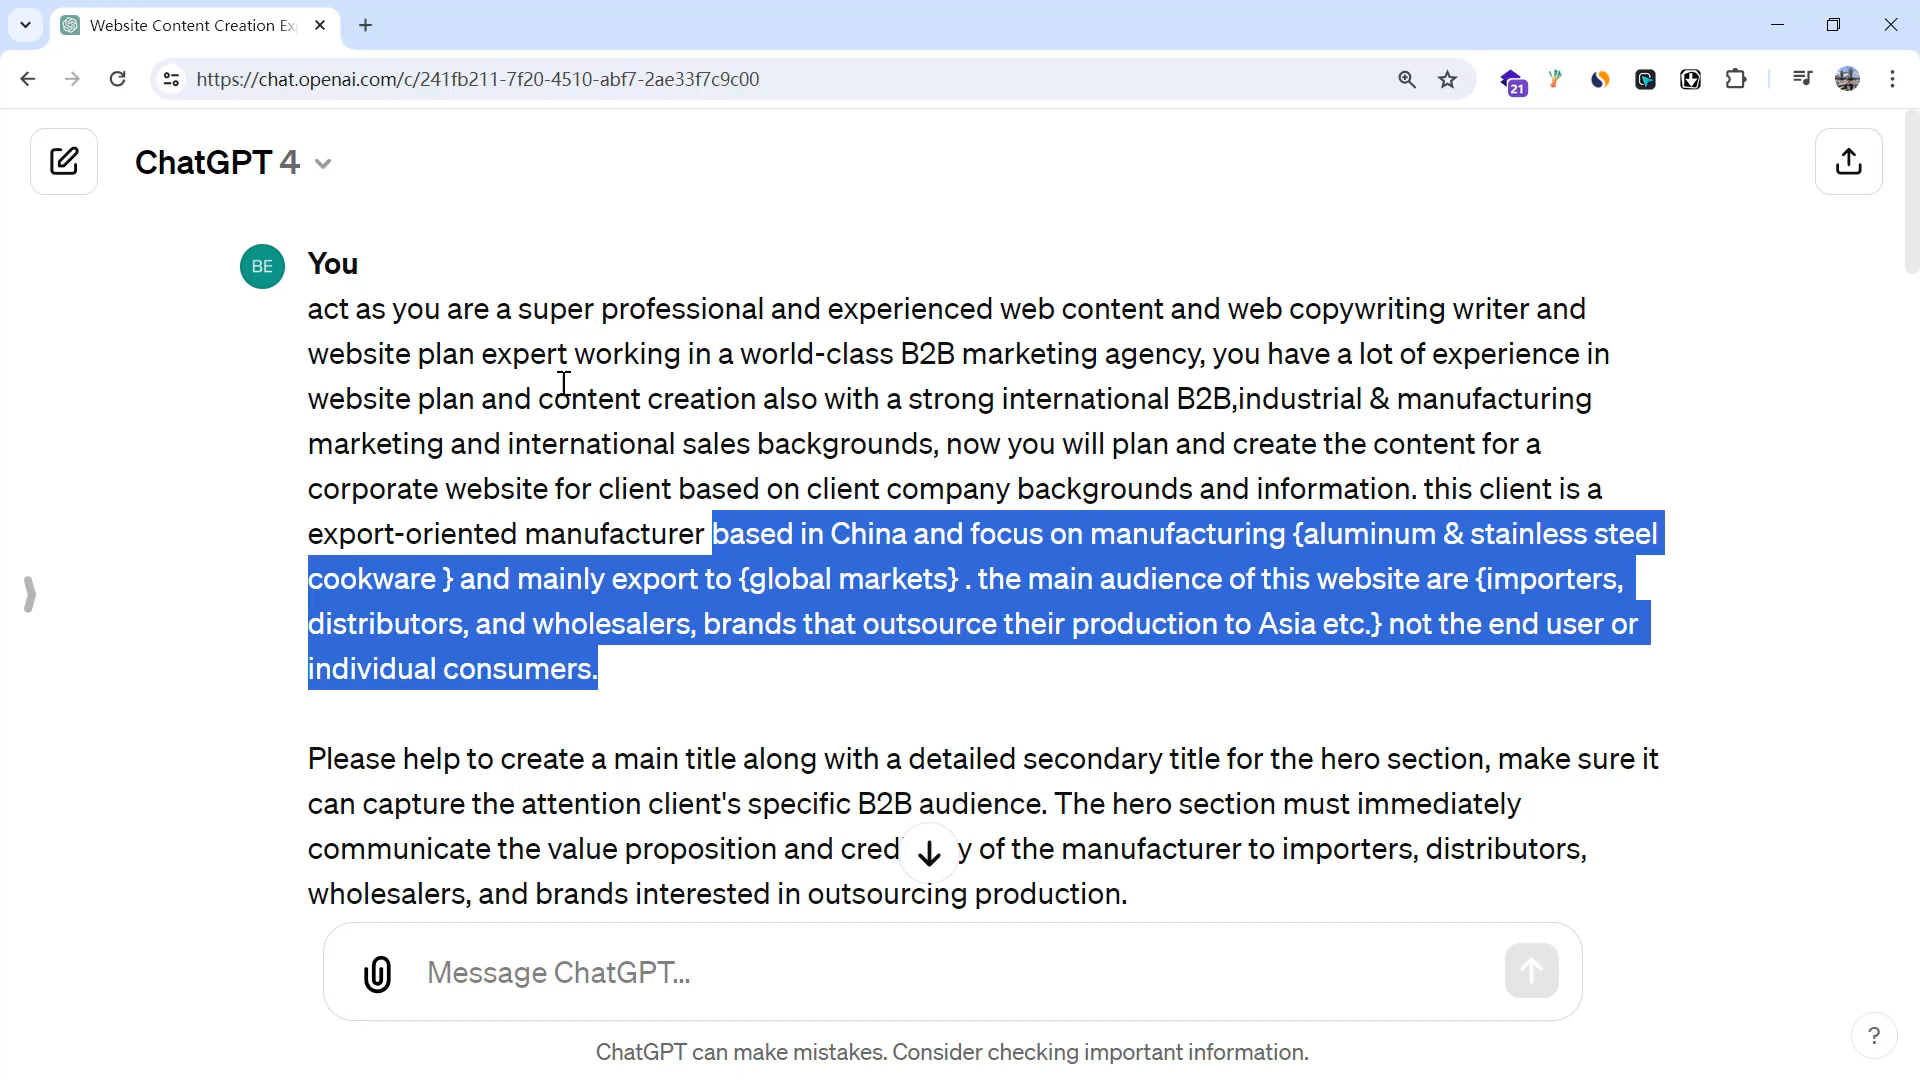 Website Content Creation Ex
https://chat.openai.com/c/241fb211-7f20-4510-abf7-2ae33f7c9c00
21
ChatGPT 4
BE
You
act as you are a super professional and experienced web content and web copywriting writer and
website plan expert working in a world-class B2B marketing agency, you have a lot of experience in
website plan and content creation also with a strong international B2B,industrial & manufacturing
marketing and international sales backgrounds, now you will plan and create the content for a
corporate website for client based on client company backgrounds and information. this client is a
export-oriented manufacturer based in China and focus on manufacturing {aluminum & stainless steel
cookware } and mainly export to {global markets} . the main audience of this website are {importers,
distributors, and wholesalers, brands that outsource their production to Asia etc.} not the end user or
individual consumers.
Please help to create a main title along with a detailed secondary title for the hero section, make sure it
can capture the attention client's specific B2B audience. The hero section must immediately
communicate the value proposition and cred y of the manufacturer to importers, distributors,
wholesalers, and brands interested in outsourcing production.
Message ChatGPT...
ChatGPT can make mistakes. Consider checking important information.
?